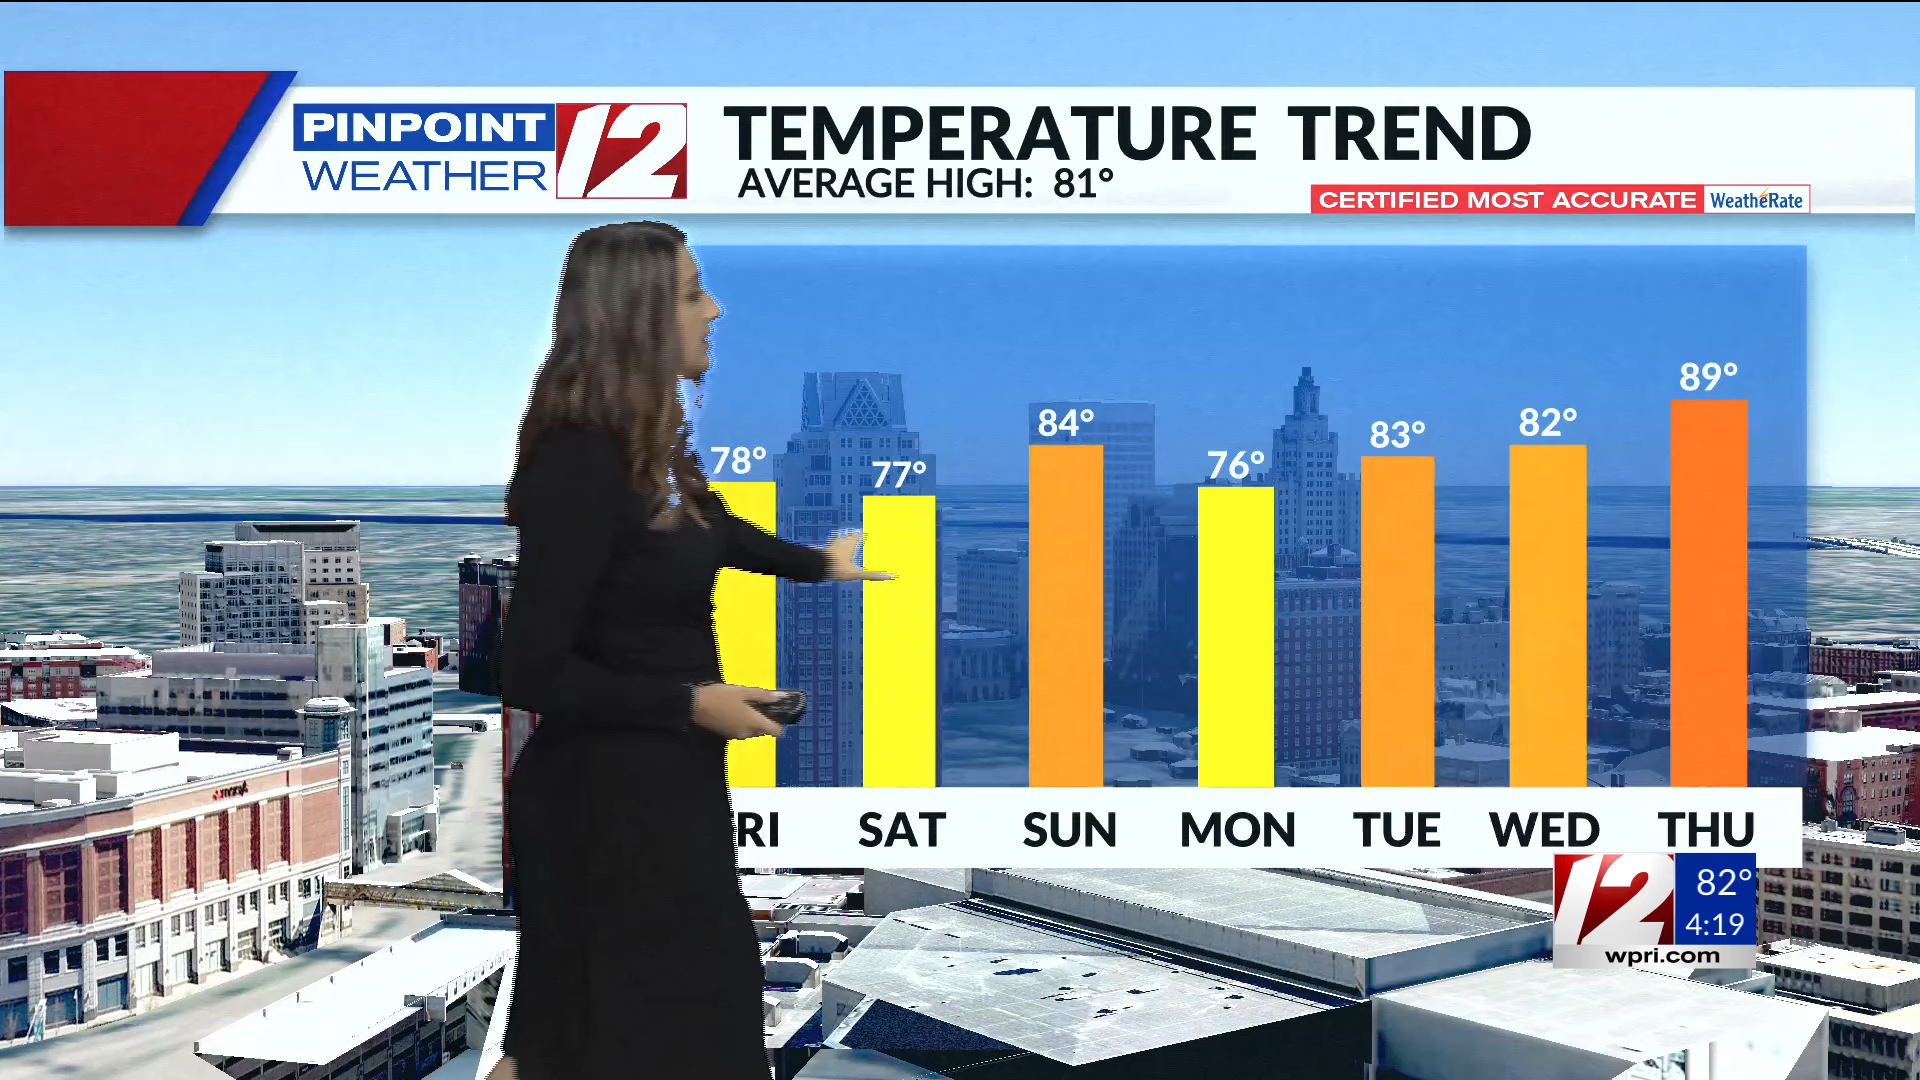 PINPOINT
WEATHER
12
TEMPERATURE TREND
AVERAGE HIGH: 81°
CERTIFIED MOST ACCURATE WeatheRate
78° 77° 84° 76° 83° 82° 89°
RI SAT SUN MON TUE WED THU
12
82°
4:19
wpri.com